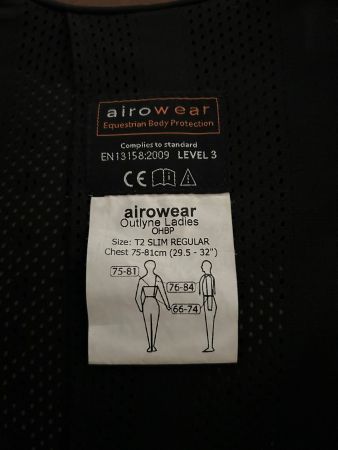 airowear
Equestrian Body Protection
Complies to standard
EN13158:2009 LEVEL 3
CE
airowear
Outlyne Ladies
OHBP
Size: T2 SLIM REGULAR
Chest 75-81cm (29.5 - 32")
75-81
76-84
66-74